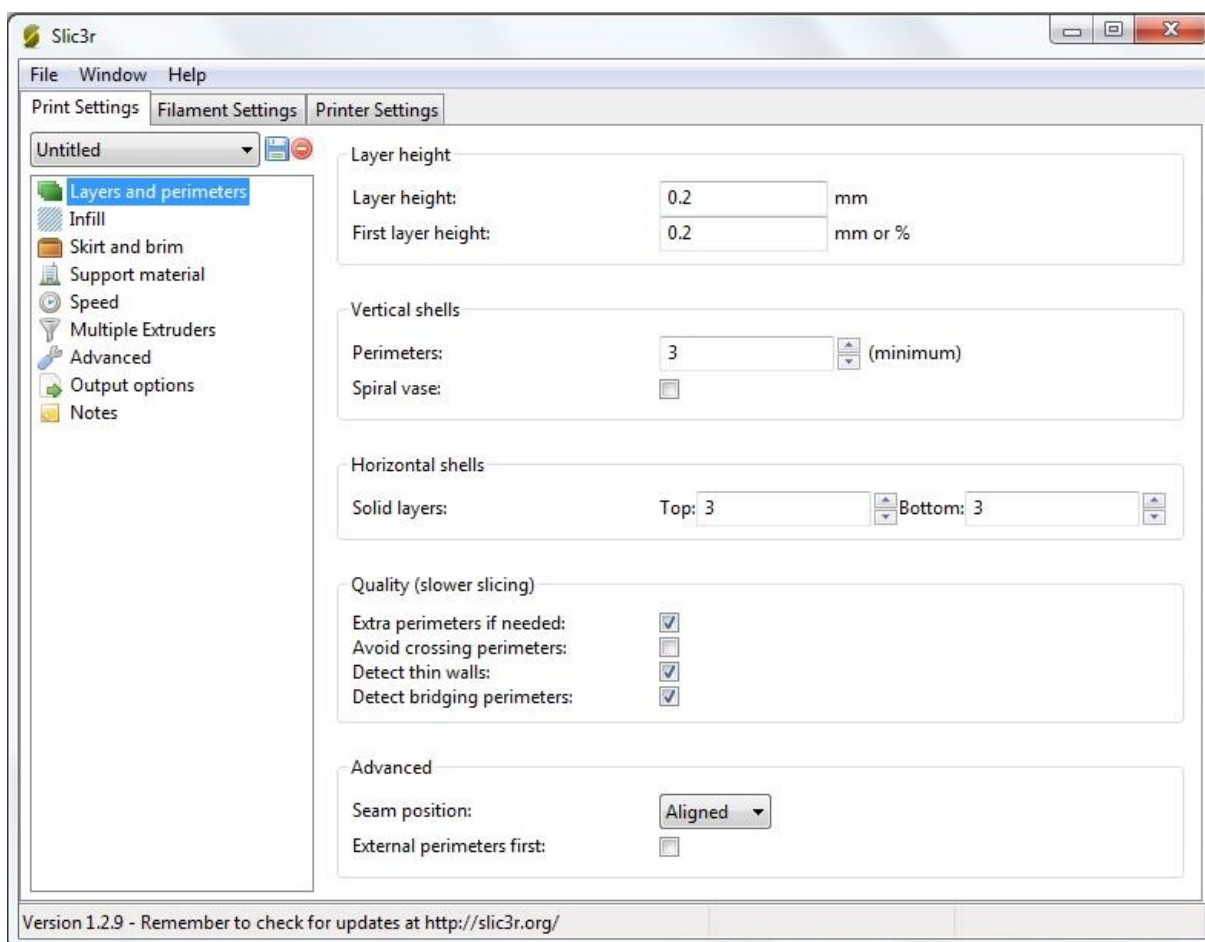 Slic3r
File Window Help
Print Settings Filament Settings Printer Settings
Untitled
Layers and perimeters
Infill
Skirt and brim
Support material
Speed
Multiple Extruders
Advanced
Output options
Notes
Layer height
Layer height: 0.2 mm
First layer height: 0.2 mm or %
Vertical shells
Perimeters: 3 (minimum)
Spiral vase:
Horizontal shells
Solid layers: Top: 3 Bottom: 3
Quality (slower slicing)
Extra perimeters if needed:
Avoid crossing perimeters:
Detect thin walls:
Detect bridging perimeters:
Advanced
Seam position: Aligned
External perimeters first:
Version 1.2.9 - Remember to check for updates at http://slic3r.org/